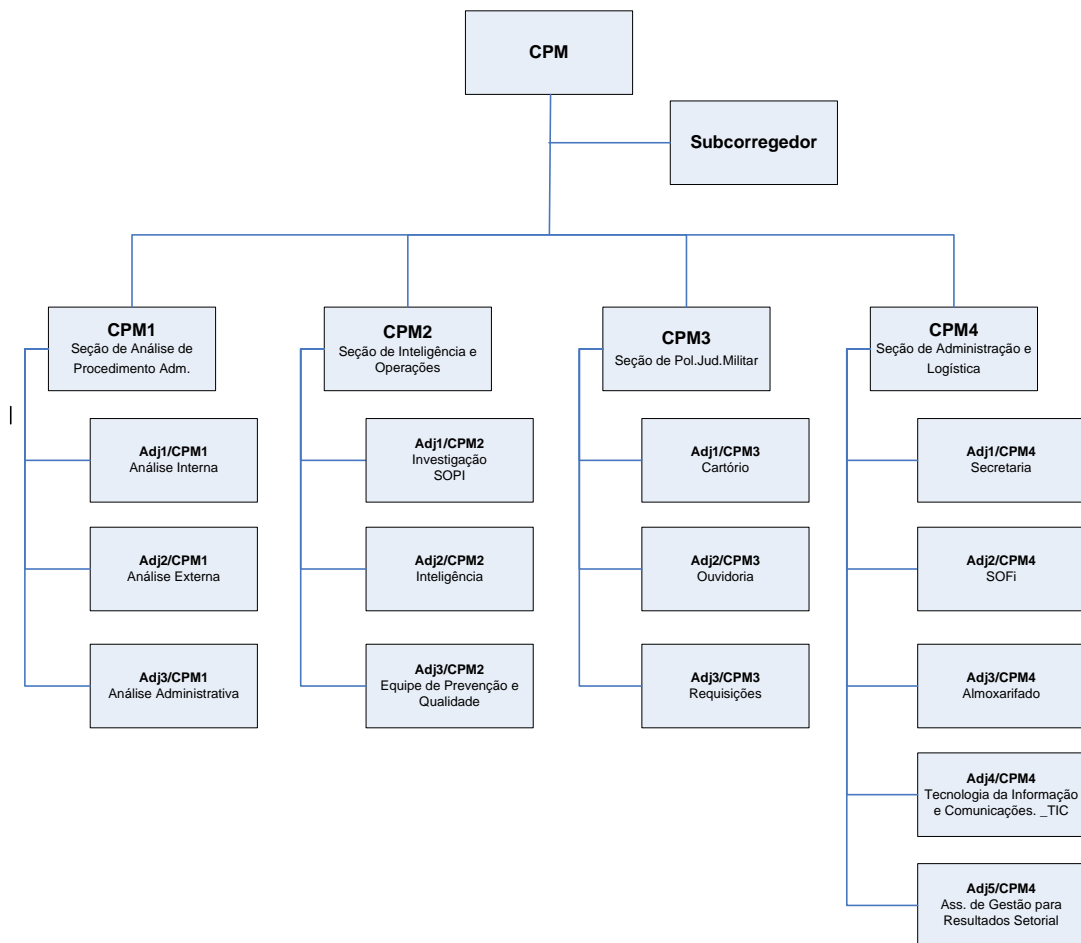 CPM
Subcorregedor
CPM1
Seção de Análise de
Procedimento Adm.
CPM2
Seção de Inteligência e
Operações
CPM3
Seção de Pol.Jud.Militar
CPM4
Seção de Administração e
Logística
Adj1/CPM1
Análise Interna
Adj2/CPM1
Análise Externa
Adj3/CPM1
Análise Administrativa
Adj1/CPM2
Investigação
SOPI
Adj2/CPM2
Inteligência
Adj3/CPM2
Equipe de Prevenção e
Qualidade
Adj1/CPM3
Cartório
Adj2/CPM3
Ouvidoria
Adj3/CPM3
Requisições
Adj1/CPM4
Secretaria
Adj2/CPM4
SOFi
Adj3/CPM4
Almoxarifado
Adj4/CPM4
Tecnologia da Informação
e Comunicações. _TIC
Adj5/CPM4
Ass. de Gestão para
Resultados Setorial